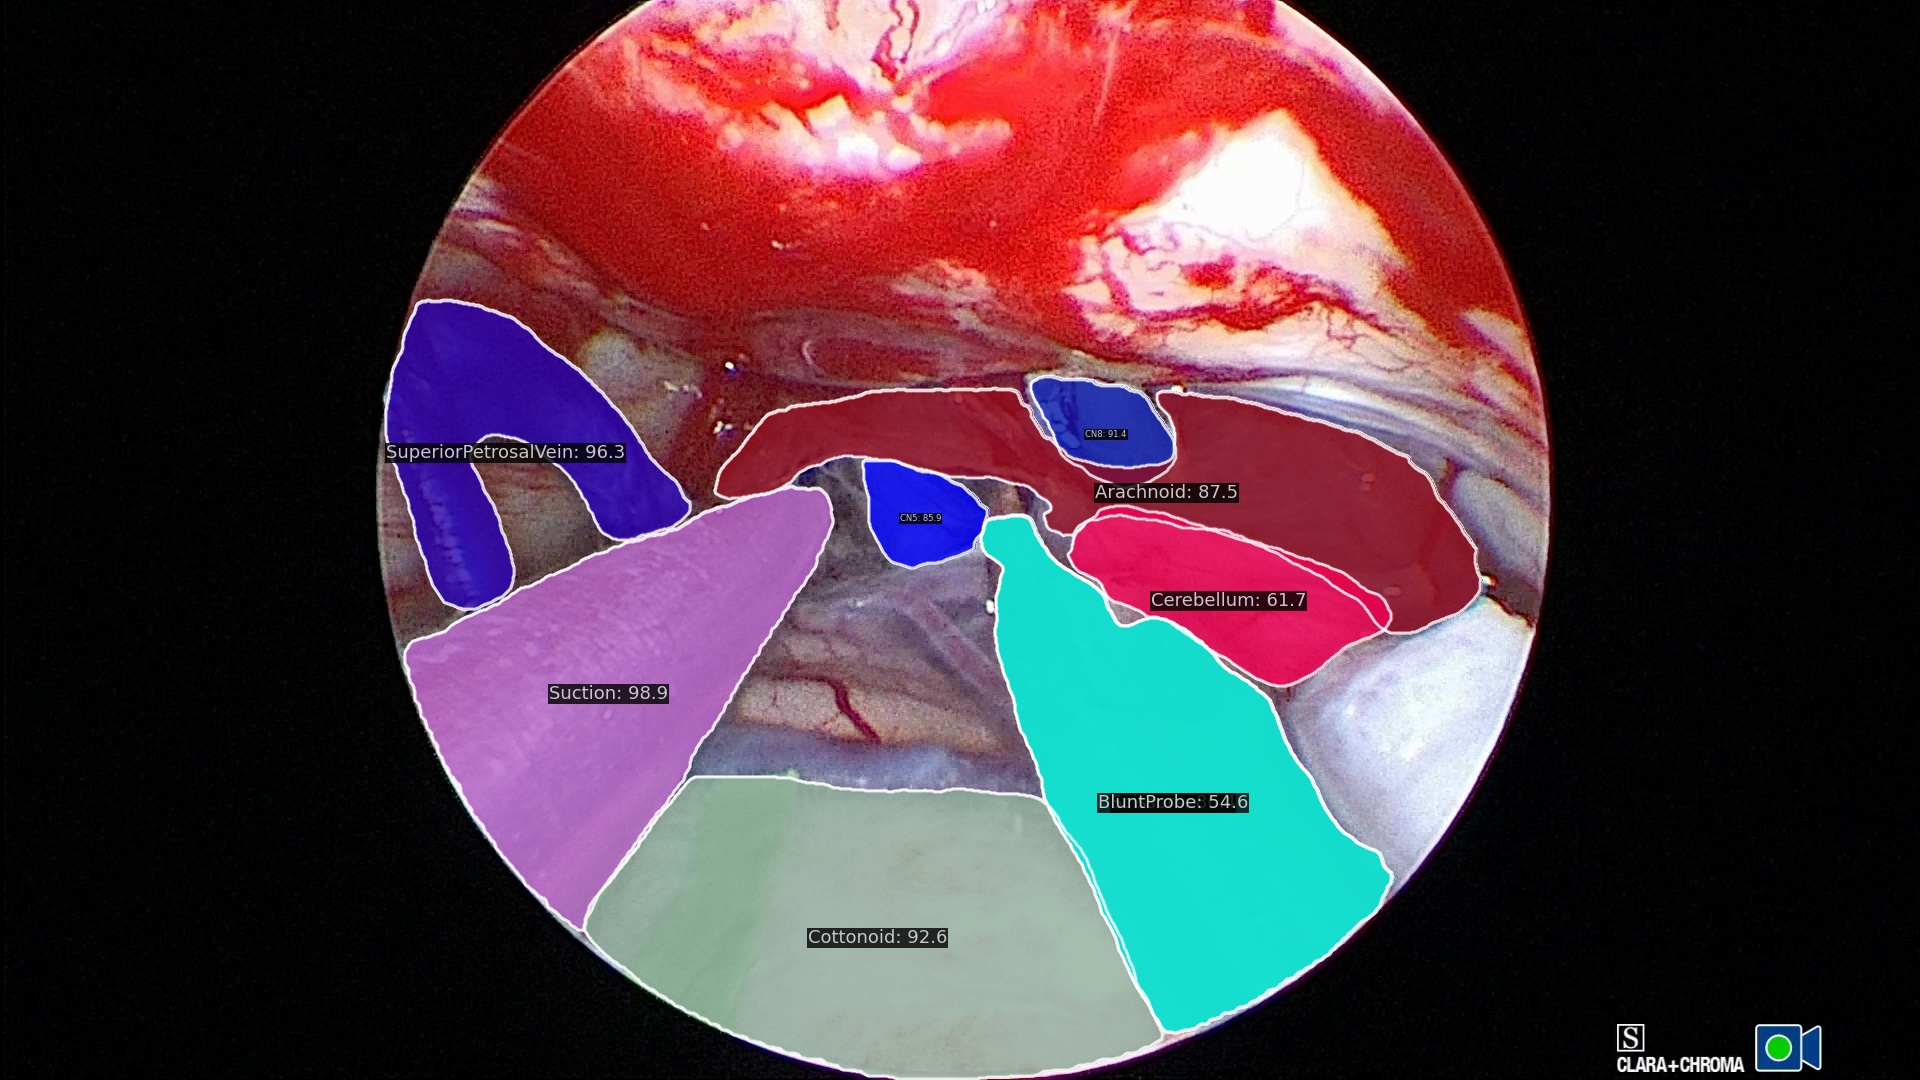 CN8: 91.4
SuperiorPetrosalVein: 96.3
Arachnoid: 87.5
CN5: 85.9
Cerebellum: 61.7
Suction: 98.9
BluntProbe: 54.6
Cottonoid: 92.6
S
CLARA+CHROMA